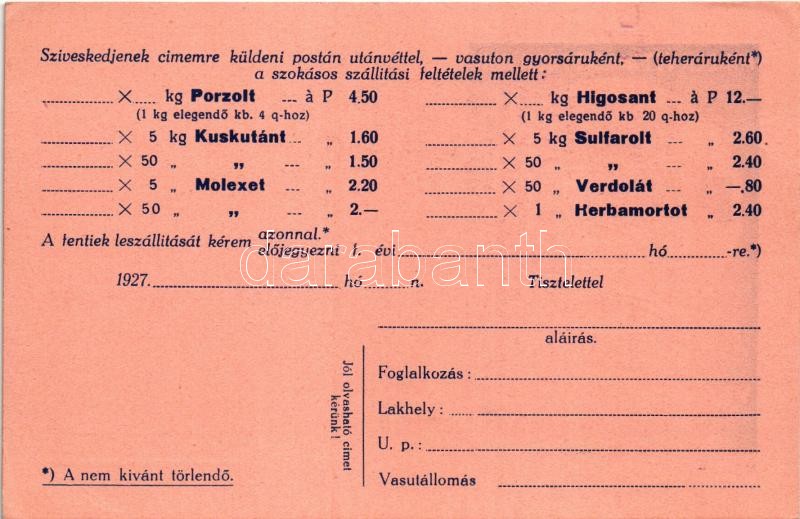 Sziveskedjenek cimemre küldeni postán utánvéttel, — vasuton gyorsáruként, — (teheráruként*)
a szokásos szállitási feltételek mellett:
× kg Porzolt à P 4.50
(1 kg elegendő kb. 4 q-hoz)
× 5 kg Kuskutánt „ 1.60
× 50 „ „ „ 1.50
× 5 „ Molexet „ 2.20
× 50 „ „ „ 2.—
× kg Higosant à P 12.—
(1 kg elegendő kb 20 q-hoz)
× 5 kg Sulfarolt „ 2.60
× 50 „ „ „ 2.40
× 50 „ Verdolát „ —.80
× 1 „ Herbamortot „ 2.40
A fentiek leszállitását kérem azonnal.*
előjegyezni f. évi hó -re.*)
darabanth
1927. hó n. Tisztelettel
aláirás.
Jól olvasható cimet
kérünk!
Foglalkozás:
Lakhely:
U. p.:
Vasutállomás
*) A nem kivánt törlendő.